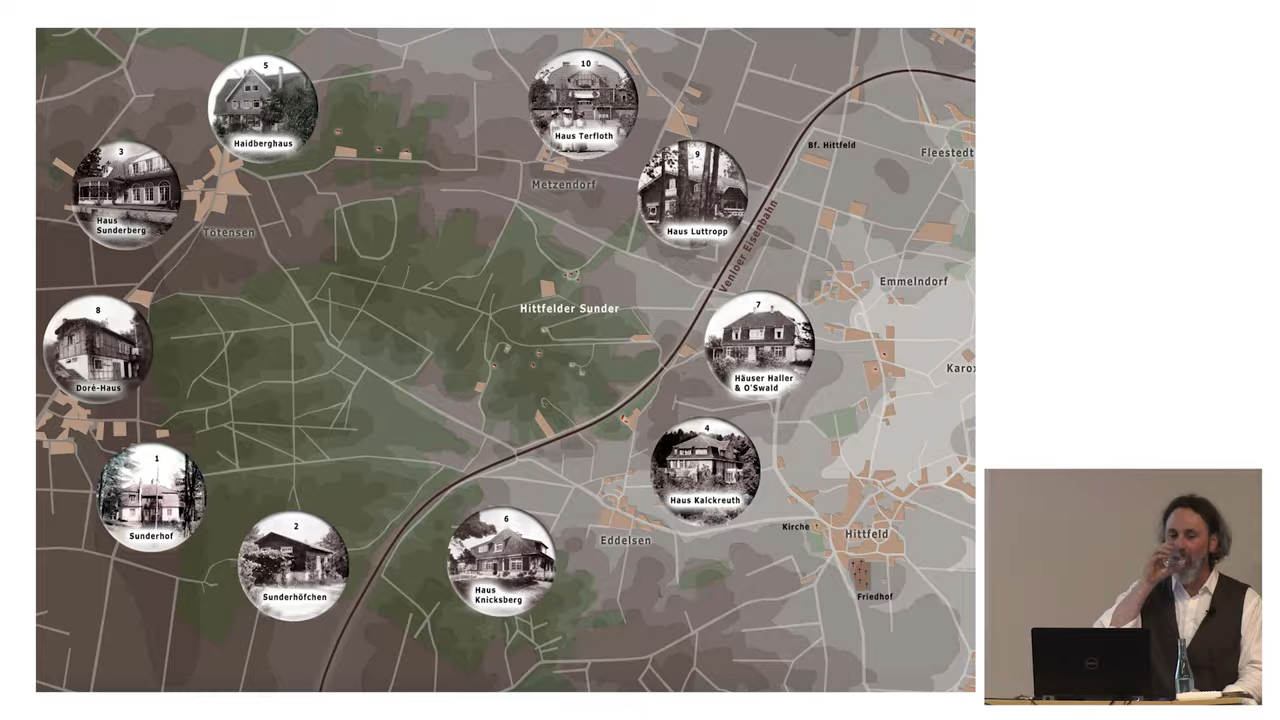 5
Haidberghaus
10
Haus Terfloth
3
Haus
Sunderberg
9
Haus Luttropp
Bf. Hittfeld
Fleestedt
Metzendorf
Tötensen
Venloer Eisenbahn
Emmelndorf
8
Doré-Haus
Hittfelder Sunder
7
Häuser Haller
& O'Swald
Karox
4
Haus Kalckreuth
1
Sunderhof
2
Sunderhöfchen
6
Haus
Knicksberg
Eddelsen
Kirche
Hittfeld
Friedhof
DELL